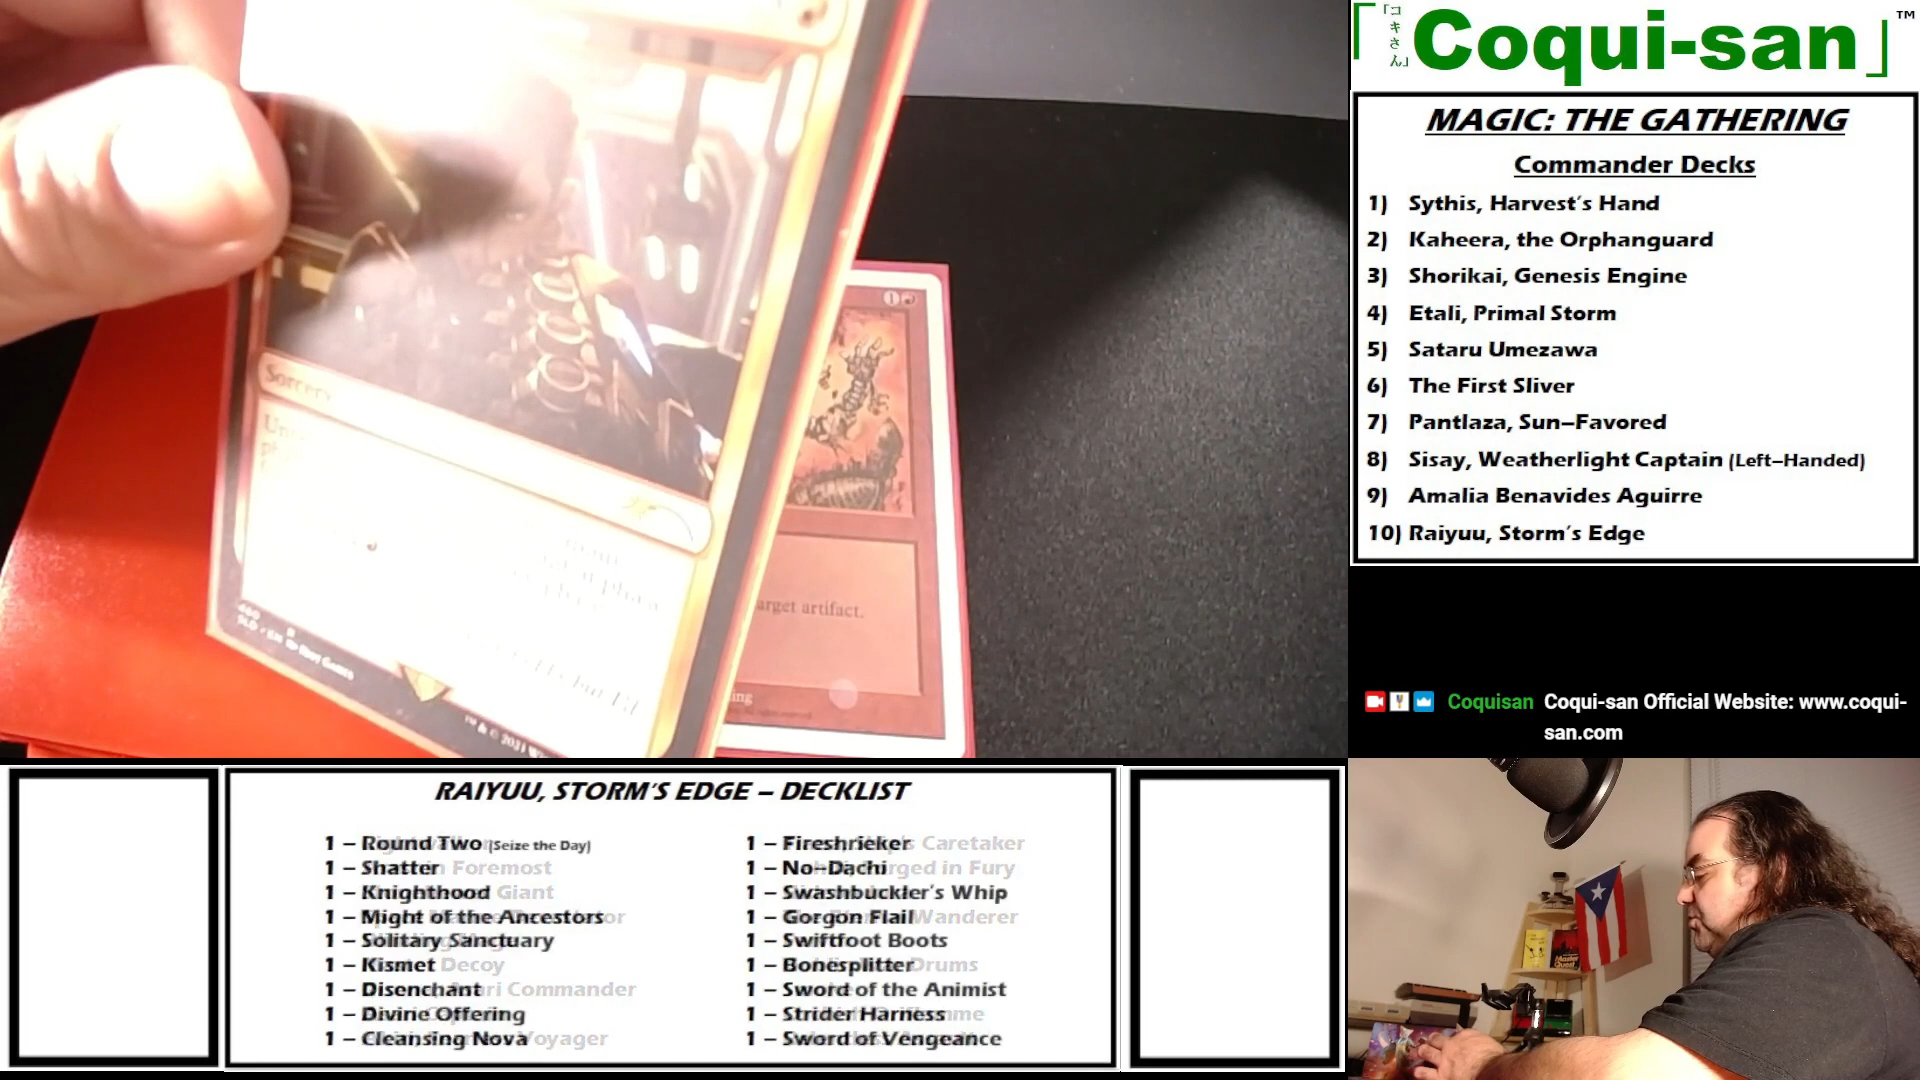 「コキさん」
「Coqui-san」™
MAGIC: THE GATHERING
Commander Decks
1) Sythis, Harvest's Hand
2) Kaheera, the Orphanguard
3) Shorikai, Genesis Engine
4) Etali, Primal Storm
5) Sataru Umezawa
6) The First Sliver
7) Pantlaza, Sun-Favored
8) Sisay, Weatherlight Captain (Left-Handed)
9) Amalia Benavides Aguirre
10) Raiyuu, Storm's Edge
Coquisan Coqui-san Official Website: www.coqui-
san.com
Sorcery
target artifact.
RAIYUU, STORM'S EDGE – DECKLIST
1 – Round Two (Seize the Day)
1 – Shatter
1 – Knighthood
1 – Might of the Ancestors
1 – Solitary Sanctuary
1 – Kismet
1 – Disenchant
1 – Divine Offering
1 – Cleansing Nova
1 – Fireshrieker
1 – No-Dachi
1 – Swashbuckler's Whip
1 – Gorgon Flail
1 – Swiftfoot Boots
1 – Bonesplitter
1 – Sword of the Animist
1 – Strider Harness
1 – Sword of Vengeance
Master
Quest